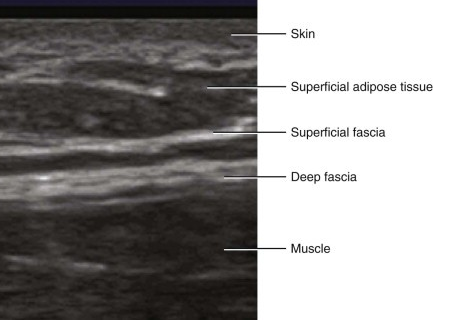 Skin
Superficial adipose tissue
Superficial fascia
Deep fascia
Muscle